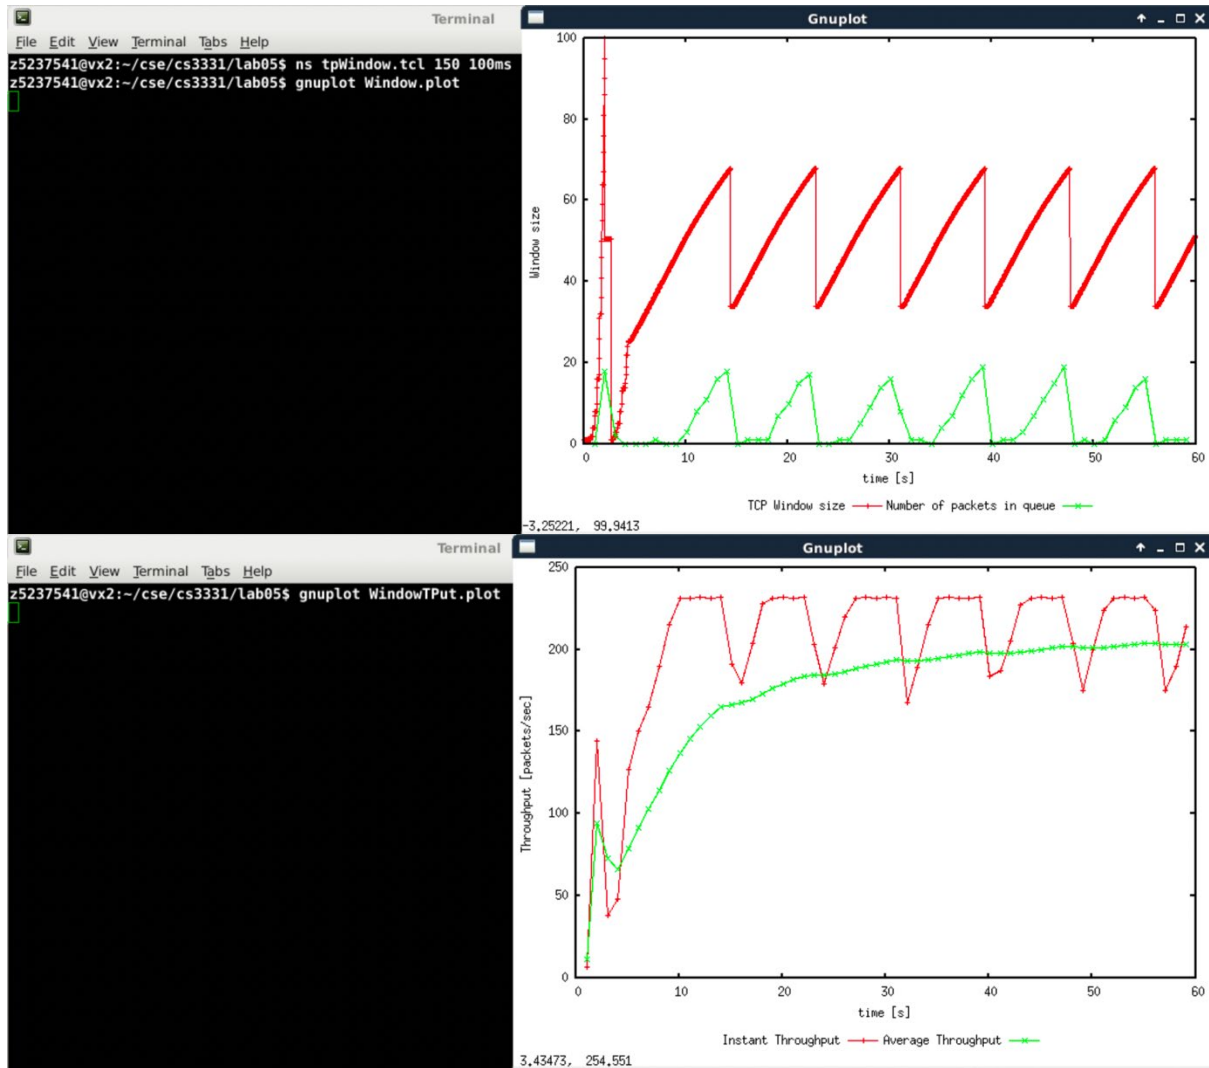 Terminal
File Edit View Terminal Tabs Help
z5237541@vx2:~/cse/cs3331/lab05$ ns tpWindow.tcl 150 100ms
z5237541@vx2:~/cse/cs3331/lab05$ gnuplot Window.plot
Gnuplot
100
80
60
40
20
0
Window size
0 10 20 30 40 50 60
time [s]
TCP Window size Number of packets in queue
-3.25221, 99.9413
Terminal
File Edit View Terminal Tabs Help
z5237541@vx2:~/cse/cs3331/lab05$ gnuplot WindowTPut.plot
Gnuplot
250
200
150
100
50
0
Throughput [packets/sec]
0 10 20 30 40 50 60
time [s]
Instant Throughput Average Throughput
3.43473, 254.551